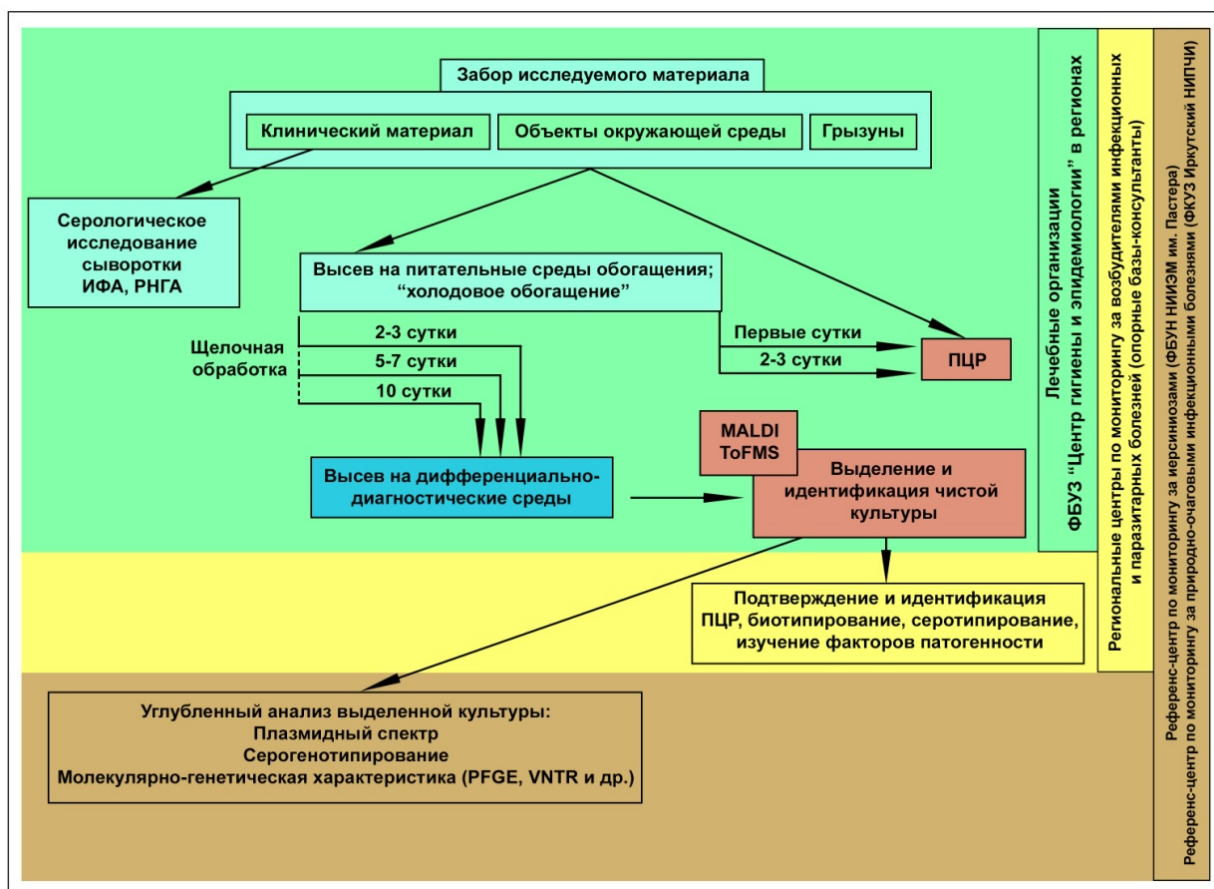 Забор исследуемого материала
Клинический материал
Объекты окружающей среды
Грызуны
Серологическое
исследование
сыворотки
ИФА, РНГА
Высев на питательные среды обогащения;
“холодовое обогащение”
Щелочная
обработка
2-3 сутки
5-7 сутки
10 сутки
Первые сутки
2-3 сутки
ПЦР
MALDI
ToFMS
Высев на дифференциально-
диагностические среды
Выделение и
идентификация чистой
культуры
Подтверждение и идентификация
ПЦР, биотипирование, серотипирование,
изучение факторов патогенности
Углубленный анализ выделенной культуры:
Плазмидный спектр
Серогенотипирование
Молекулярно-генетическая характеристика (PFGE, VNTR и др.)
Лечебные организации
ФБУЗ “Центр гигиены и эпидемиологии” в регионах
Региональные центры по мониторингу за возбудителями инфекционных
и паразитарных болезней (опорные базы-консультанты)
Референс-центр по мониторингу за иерсиниозами (ФБУН НИИЭМ им. Пастера)
Референс-центр по мониторингу за природно-очаговыми инфекционными болезнями (ФКУЗ Иркутский НИПЧИ)